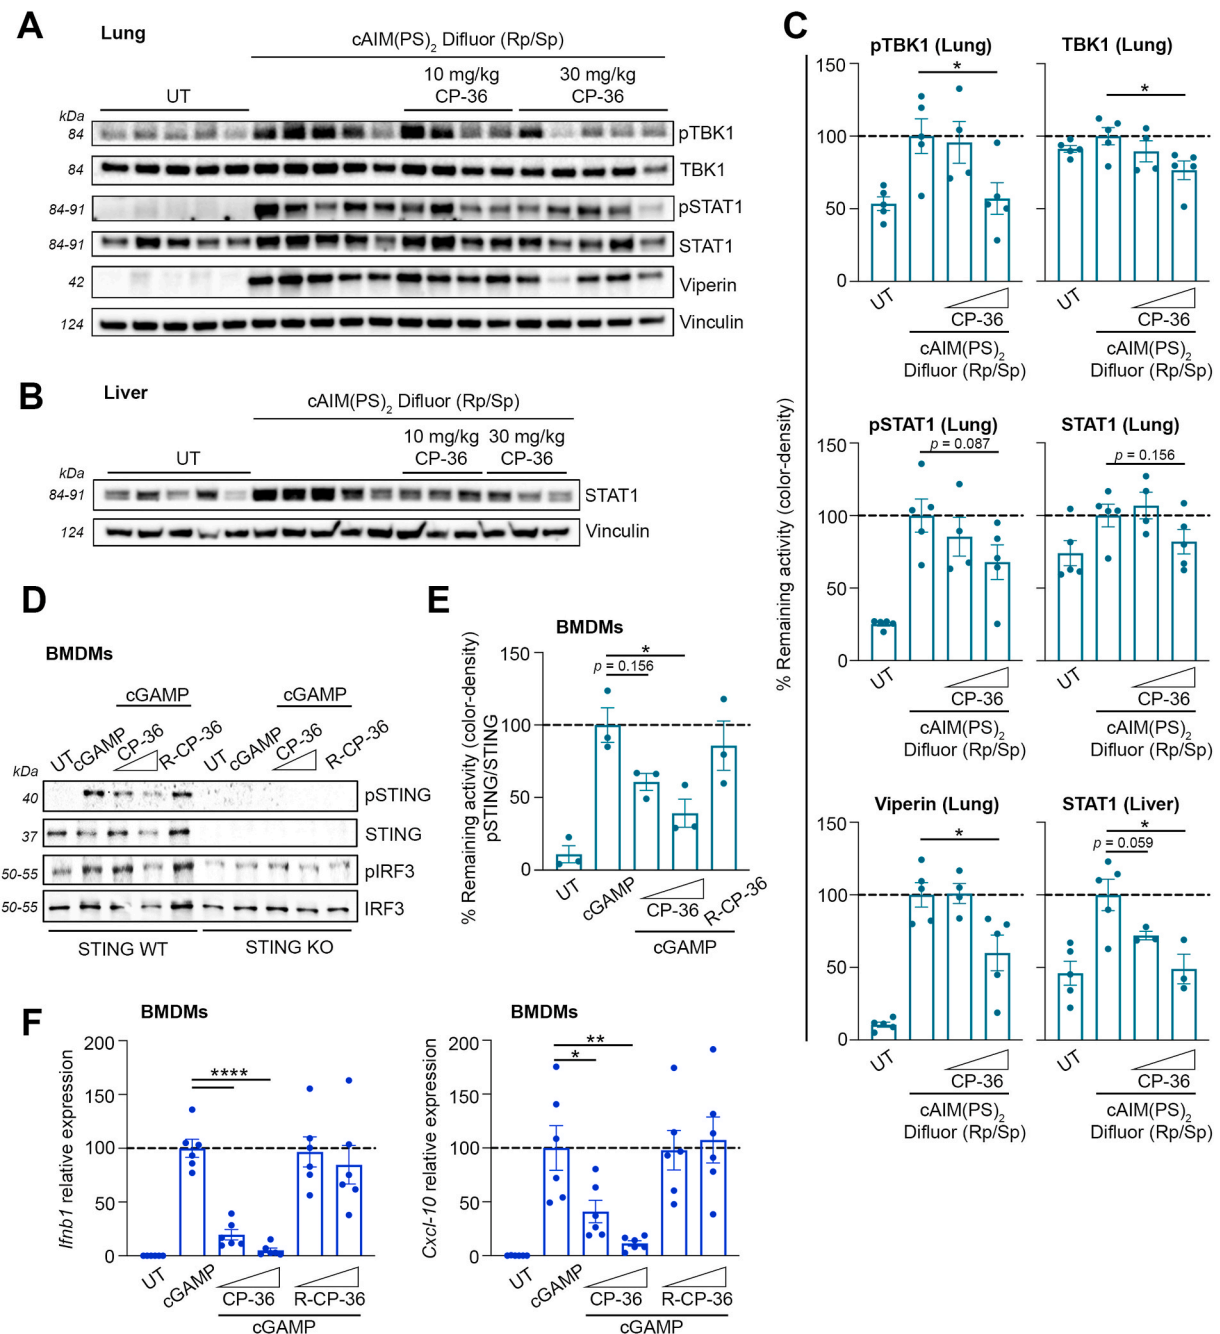 A
Lung
cAIM(PS)2 Difluor (Rp/Sp)
10 mg/kg
CP-36
30 mg/kg
CP-36
UT
kDa
84
pTBK1
84
TBK1
84-91
pSTAT1
84-91
STAT1
42
Viperin
124
Vinculin
B
Liver
cAIM(PS)2 Difluor (Rp/Sp)
10 mg/kg
CP-36
30 mg/kg
CP-36
UT
kDa
84-91
STAT1
124
Vinculin
C
% Remaining activity (color-density)
pTBK1 (Lung)
150
*
100
50
0
UT
CP-36
cAIM(PS)2
Difluor (Rp/Sp)
TBK1 (Lung)
*
UT
CP-36
cAIM(PS)2
Difluor (Rp/Sp)
pSTAT1 (Lung)
150
p = 0.087
100
50
0
UT
CP-36
cAIM(PS)2
Difluor (Rp/Sp)
STAT1 (Lung)
p = 0.156
UT
CP-36
cAIM(PS)2
Difluor (Rp/Sp)
Viperin (Lung)
150
*
100
50
0
UT
CP-36
cAIM(PS)2
Difluor (Rp/Sp)
STAT1 (Liver)
*
p = 0.059
UT
CP-36
cAIM(PS)2
Difluor (Rp/Sp)
D
BMDMs
cGAMP
cGAMP
UT
cGAMP
CP-36
R-CP-36
UT
cGAMP
CP-36
R-CP-36
kDa
40
pSTING
37
STING
50-55
pIRF3
50-55
IRF3
STING WT
STING KO
E
BMDMs
% Remaining activity (color-density)
pSTING/STING
150
*
p = 0.156
100
50
0
UT
cGAMP
CP-36
R-CP-36
cGAMP
F
BMDMs
Ifnb1 relative expression
200
150
****
100
50
0
UT
cGAMP
CP-36
R-CP-36
cGAMP
BMDMs
Cxcl-10 relative expression
200
**
*
150
100
50
0
UT
cGAMP
CP-36
R-CP-36
cGAMP